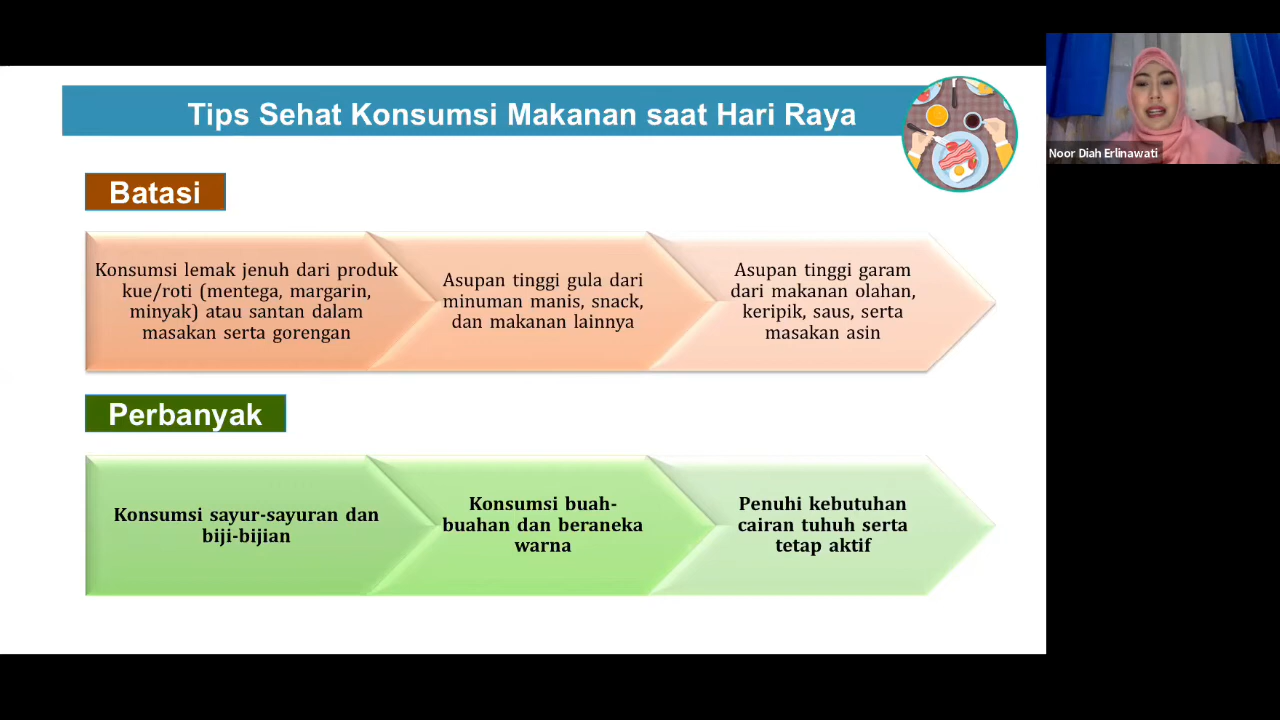 Tips Sehat Konsumsi Makanan saat Hari Raya
Noor Diah Erlinawati
Batasi
Konsumsi lemak jenuh dari produk
kue/roti (mentega, margarin,
minyak) atau santan dalam
masakan serta gorengan
Asupan tinggi gula dari
minuman manis, snack,
dan makanan lainnya
Asupan tinggi garam
dari makanan olahan,
keripik, saus, serta
masakan asin
Perbanyak
Konsumsi sayur-sayuran dan
biji-bijian
Konsumsi buah-
buahan dan beraneka
warna
Penuhi kebutuhan
cairan tuhuh serta
tetap aktif